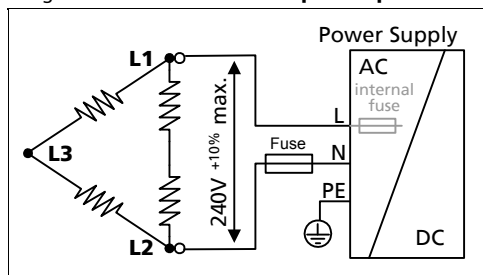 Power Supply
L1
AC
internal
fuse
L
240V +10% max.
Fuse
N
L3
PE
L2
DC